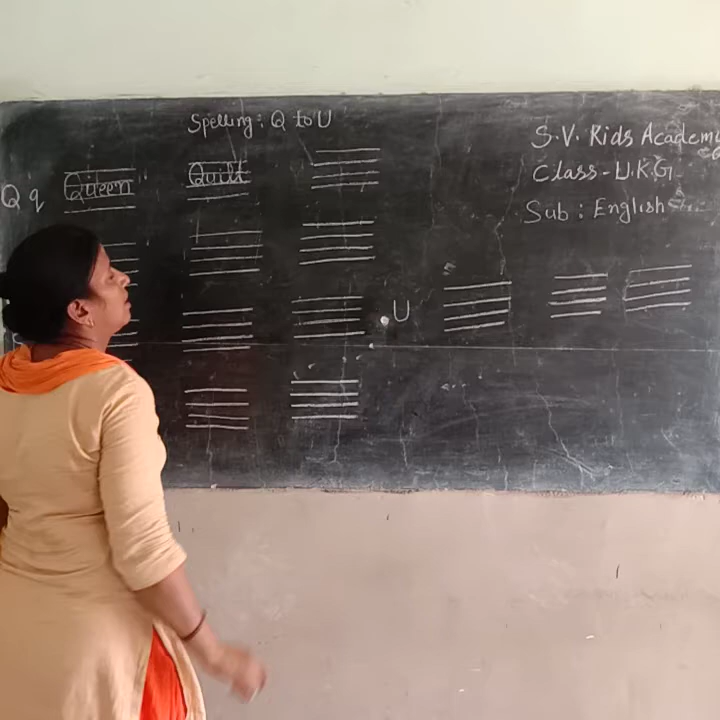 Spelling: Q to U
S.V. Kids Academy
Class-U.K.G
Sub: English
Q q Queen Quilt
U